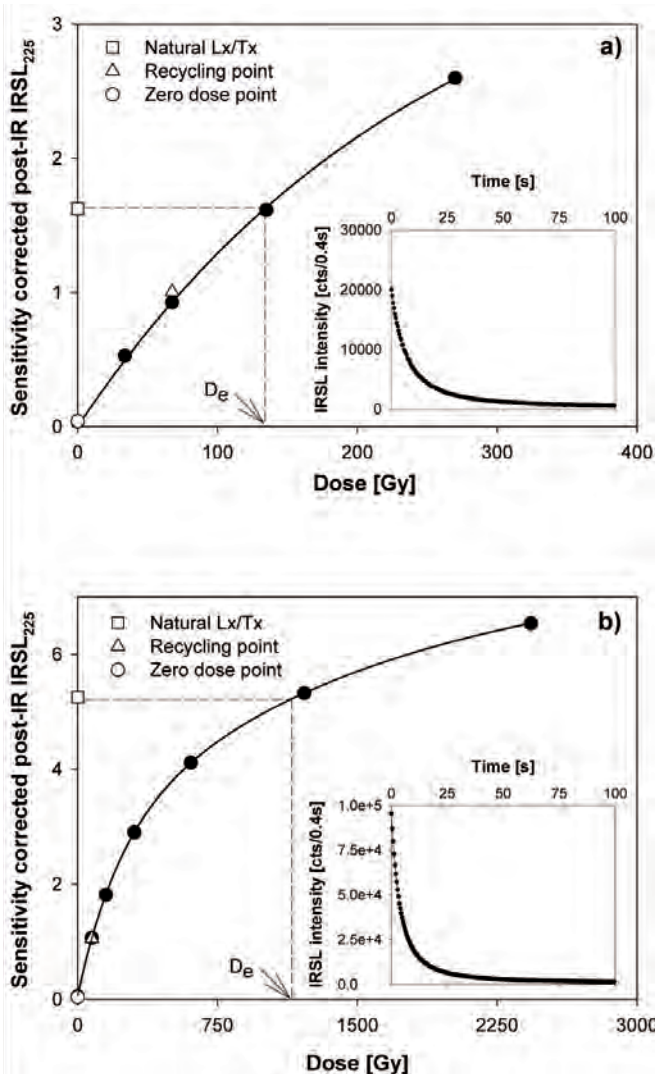 a)
Natural Lx/Tx
Recycling point
Zero dose point
Sensitivity corrected post-IR IRSL225
3
2
1
0
0 100 200 300 400
Dose [Gy]
De
Time [s]
0 25 50 75 100
IRSL intensity [cts/0.4s]
30000
20000
10000
0
b)
Natural Lx/Tx
Recycling point
Zero dose point
Sensitivity corrected post-IR IRSL225
6
4
2
0
0 750 1500 2250 3000
Dose [Gy]
De
Time [s]
0 25 50 75 100
IRSL intensity [cts/0.4s]
1.0e+5
7.5e+4
5.0e+4
2.5e+4
0.0